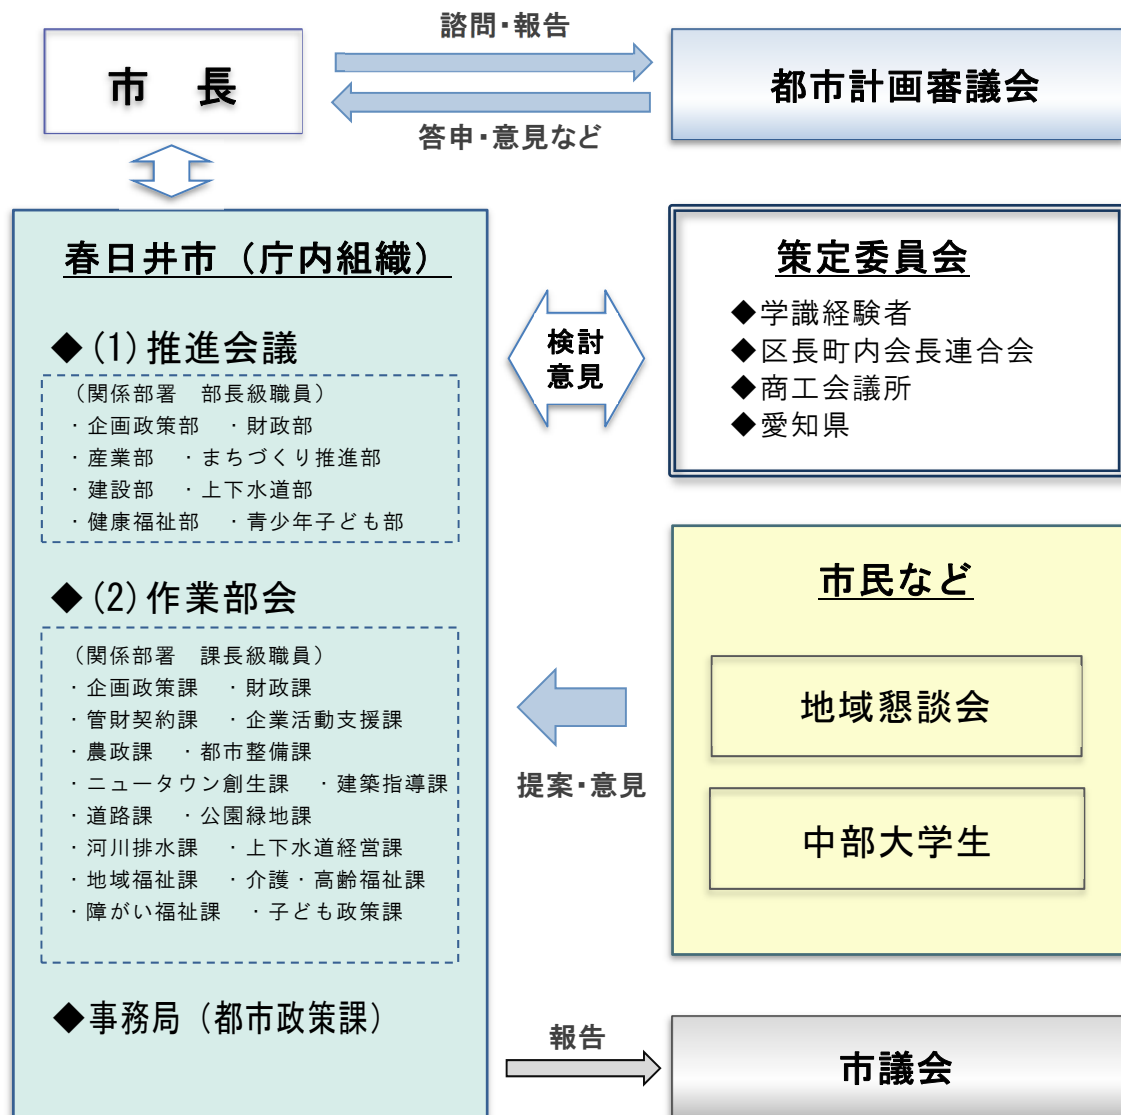 諮問・報告
市　長
都市計画審議会
答申・意見など
春日井市（庁内組織）
◆(1)推進会議
（関係部署　部長級職員）
・企画政策部　・財政部
・産業部　・まちづくり推進部
・建設部　・上下水道部
・健康福祉部　・青少年子ども部
◆(2)作業部会
（関係部署　課長級職員）
・企画政策課　・財政課
・管財契約課　・企業活動支援課
・農政課　・都市整備課
・ニュータウン創生課　・建築指導課
・道路課　・公園緑地課
・河川排水課　・上下水道経営課
・地域福祉課　・介護・高齢福祉課
・障がい福祉課　・子ども政策課
◆事務局（都市政策課）
検討
意見
策定委員会
◆学識経験者
◆区長町内会長連合会
◆商工会議所
◆愛知県
市民など
地域懇談会
中部大学生
提案・意見
報告
市議会